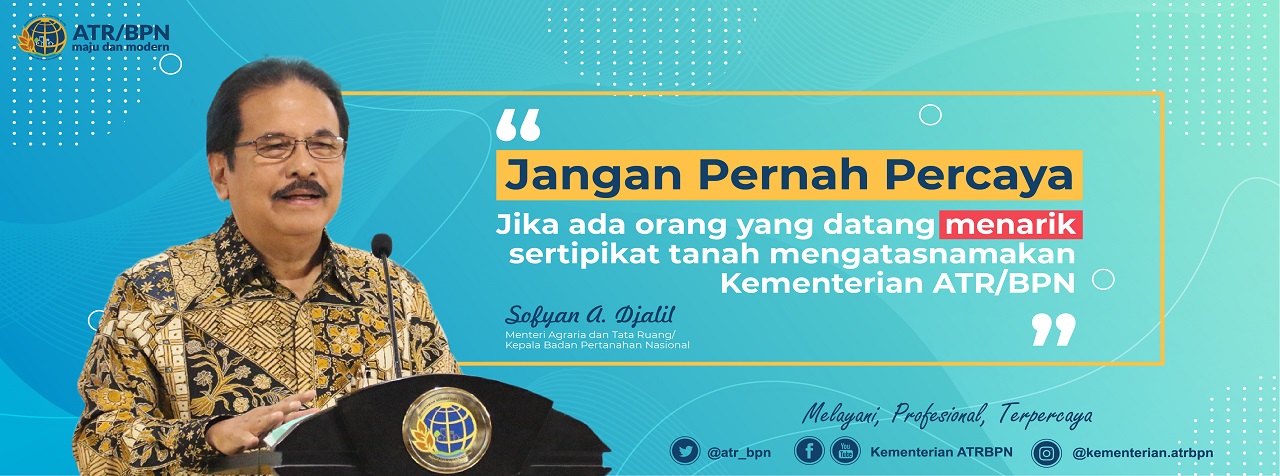 ATR/BPN
maju dan modern
“
Jangan Pernah Percaya
Jika ada orang yang datang menarik
sertipikat tanah mengatasnamakan
Kementerian ATR/BPN
”
Sofyan A. Djalil
Menteri Agraria dan Tata Ruang/
Kepala Badan Pertanahan Nasional
Melayani, Profesional, Terpercaya
@atr_bpn
You Tube
Kementerian ATRBPN
@kementerian.atrbpn